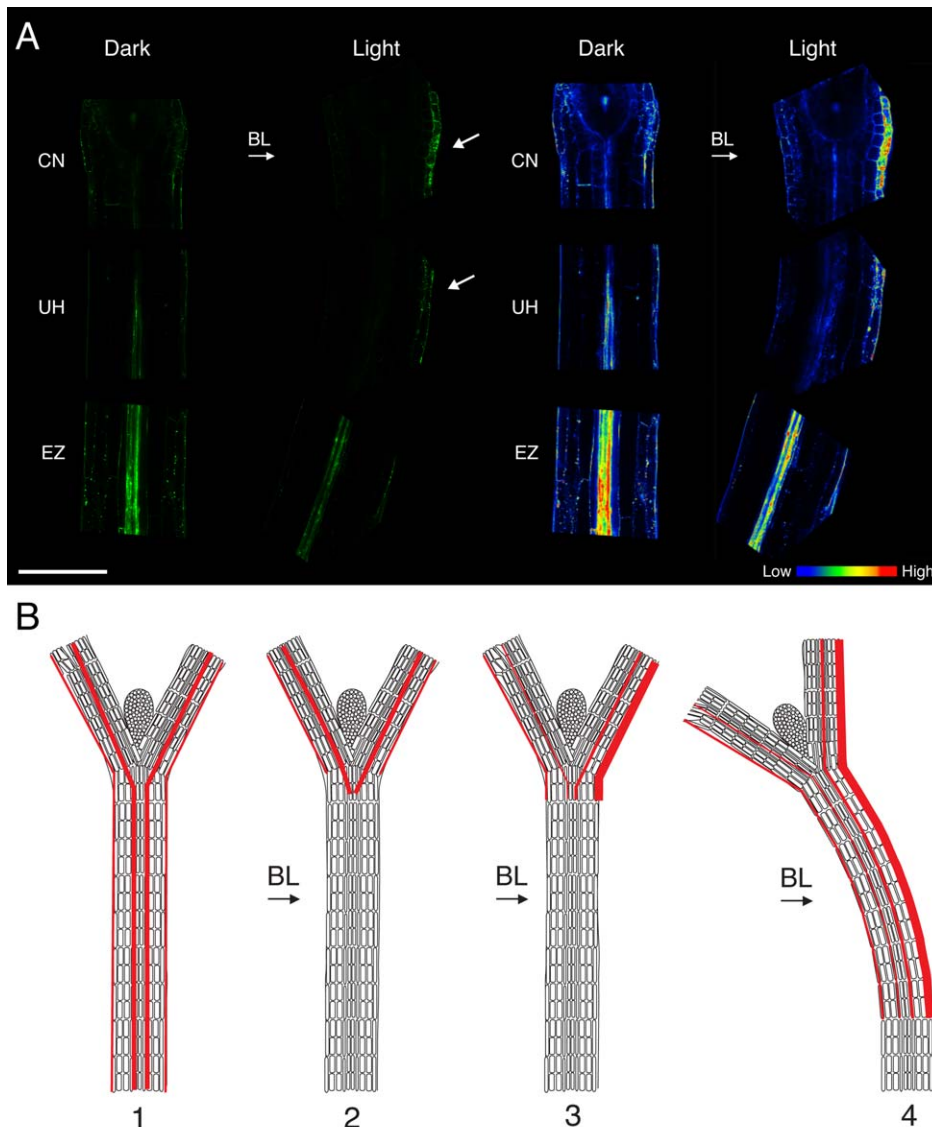 A
Dark Light Dark Light
CN BL CN BL
UH UH
EZ EZ
Low High
B
BL BL BL
1 2 3 4